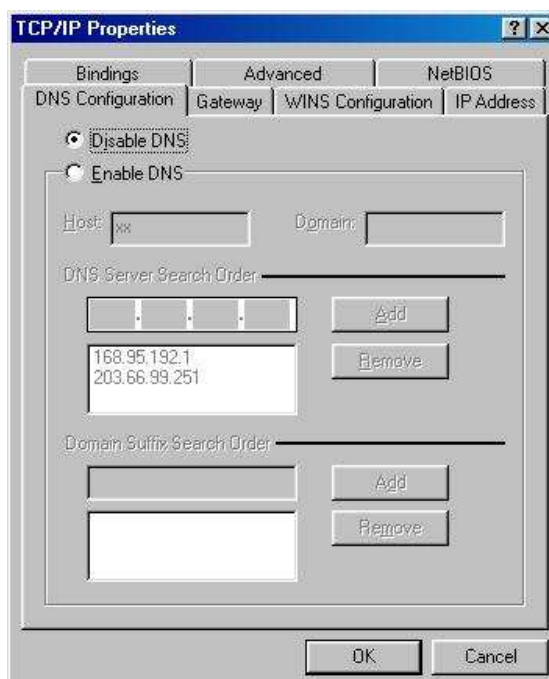 TCP/IP Properties
? X
Bindings Advanced NetBIOS
DNS Configuration Gateway WINS Configuration IP Address
Disable DNS
Enable DNS
Host: xx Domain:
DNS Server Search Order
. . . Add
168.95.192.1 Remove
203.66.99.251
Domain Suffix Search Order
Add
Remove
OK Cancel